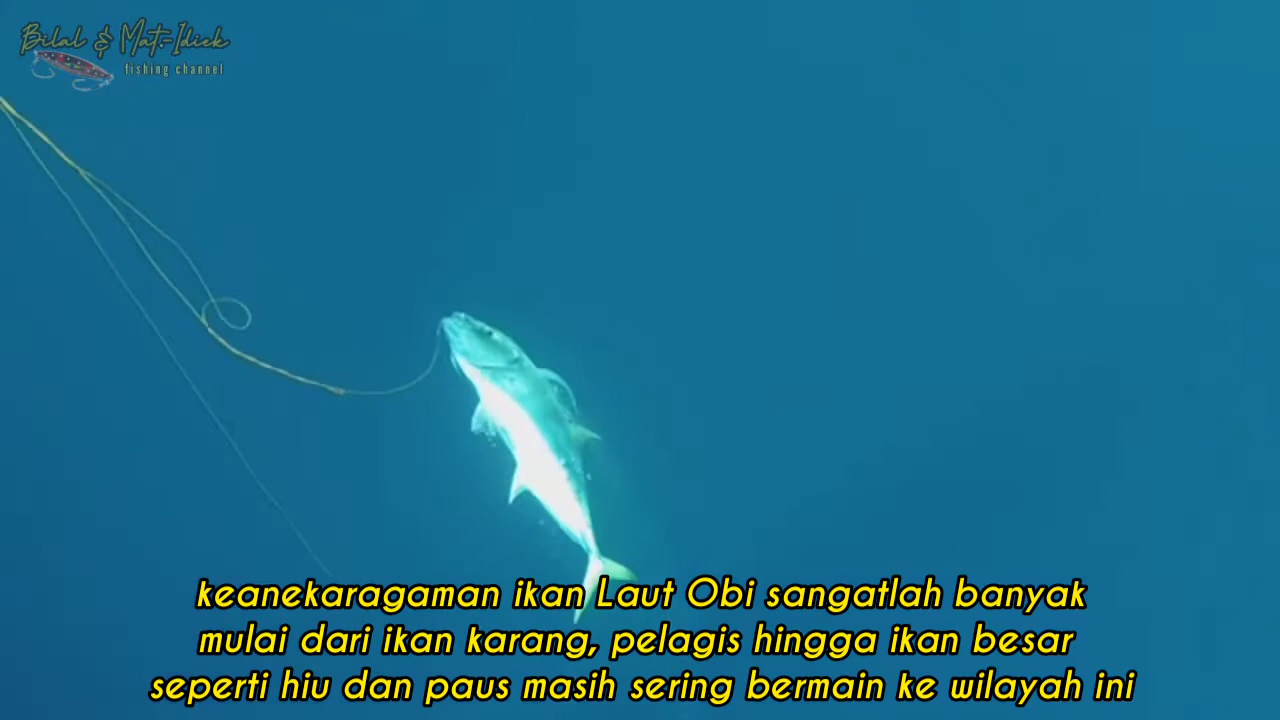 Bilal & Mat-Idiek
fishing channel
keanekaragaman ikan Laut Obi sangatlah banyak
mulai dari ikan karang, pelagis hingga ikan besar
seperti hiu dan paus masih sering bermain ke wilayah ini